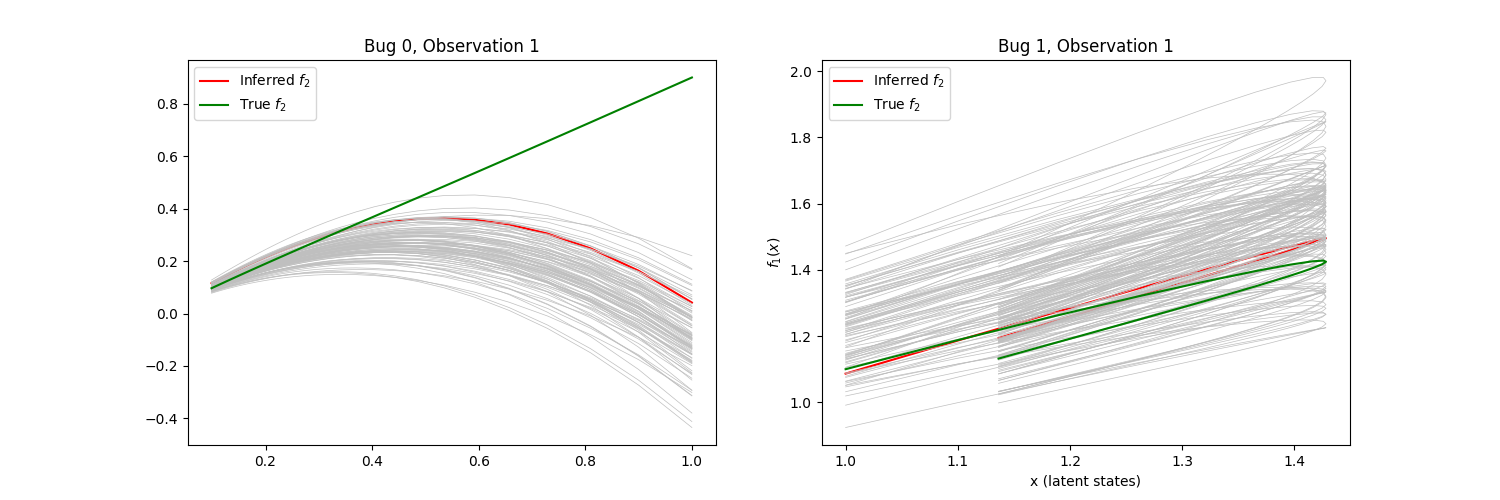 Bug 0, Observation 1
Inferred f₂
True f₂
0.8
0.6
0.4
0.2
0.0
−0.2
−0.4
0.2
0.4
0.6
0.8
1.0
Bug 1, Observation 1
Inferred f₂
True f₂
2.0
1.8
1.6
1.4
1.2
1.0
f₁(x)
1.0
1.1
1.2
1.3
1.4
x (latent states)